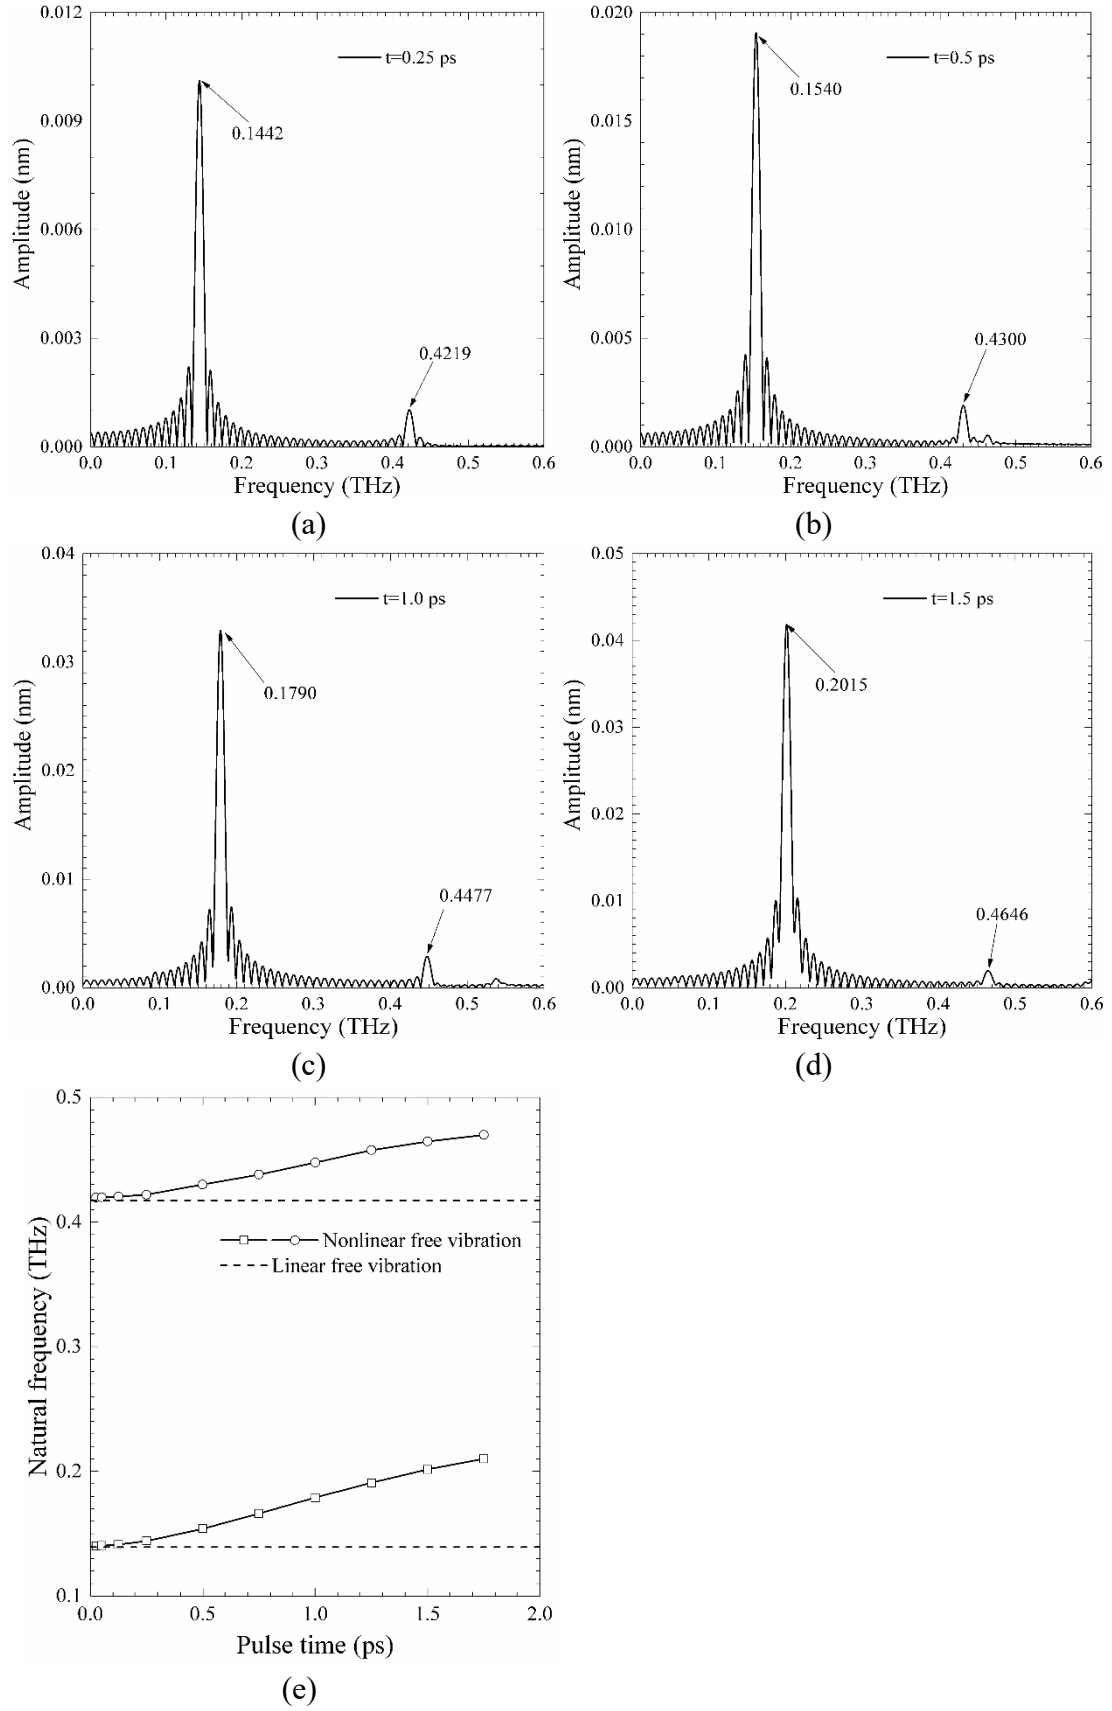 0.012
0.009
0.006
0.003
0.000
Amplitude (nm)
t=0.25 ps
0.1442
0.4219
0.0 0.1 0.2 0.3 0.4 0.5 0.6
Frequency (THz)
(a)
0.020
0.015
0.010
0.005
0.000
Amplitude (nm)
t=0.5 ps
0.1540
0.4300
0.0 0.1 0.2 0.3 0.4 0.5 0.6
Frequency (THz)
(b)
0.04
0.03
0.02
0.01
0.00
Amplitude (nm)
t=1.0 ps
0.1790
0.4477
0.0 0.1 0.2 0.3 0.4 0.5 0.6
Frequency (THz)
(c)
0.05
0.04
0.03
0.02
0.01
0.00
Amplitude (nm)
t=1.5 ps
0.2015
0.4646
0.0 0.1 0.2 0.3 0.4 0.5 0.6
Frequency (THz)
(d)
0.5
0.4
0.3
0.2
0.1
Natural frequency (THz)
Nonlinear free vibration
Linear free vibration
0.0 0.5 1.0 1.5 2.0
Pulse time (ps)
(e)